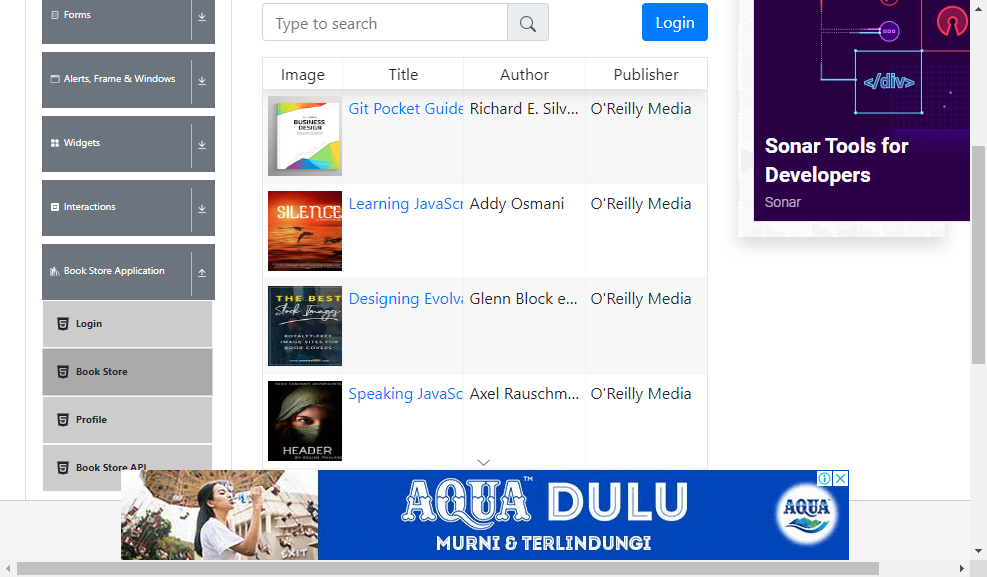 Forms
Alerts, Frame & Windows
Widgets
Interactions
Book Store Application
Login
Book Store
Profile
Book Store API
Type to search
Login
Image Title Author Publisher
BUSINESS
DESIGN
Git Pocket Guide Richard E. Silv... O'Reilly Media
SILENCE
Learning JavaScr Addy Osmani O'Reilly Media
THE BEST
Stock Images
ROYALTY-FREE
IMAGE SITES FOR
BOOK COVERS
Designing Evolva Glenn Block e... O'Reilly Media
HEADER
Speaking JavaSc Axel Rauschm... O'Reilly Media
</div>
Sonar Tools for
Developers
Sonar
EXIT
AQUA™ DULU
MURNI & TERLINDUNGI
AQUA